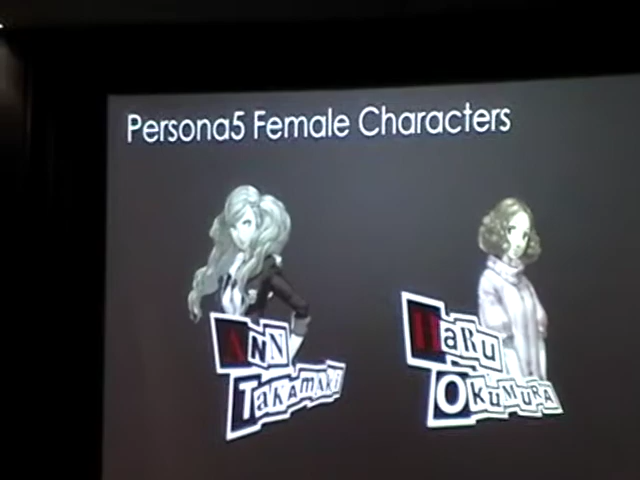 Persona5 Female Characters
ANN
TAKAMAKI
HaRu
OKuMuRA